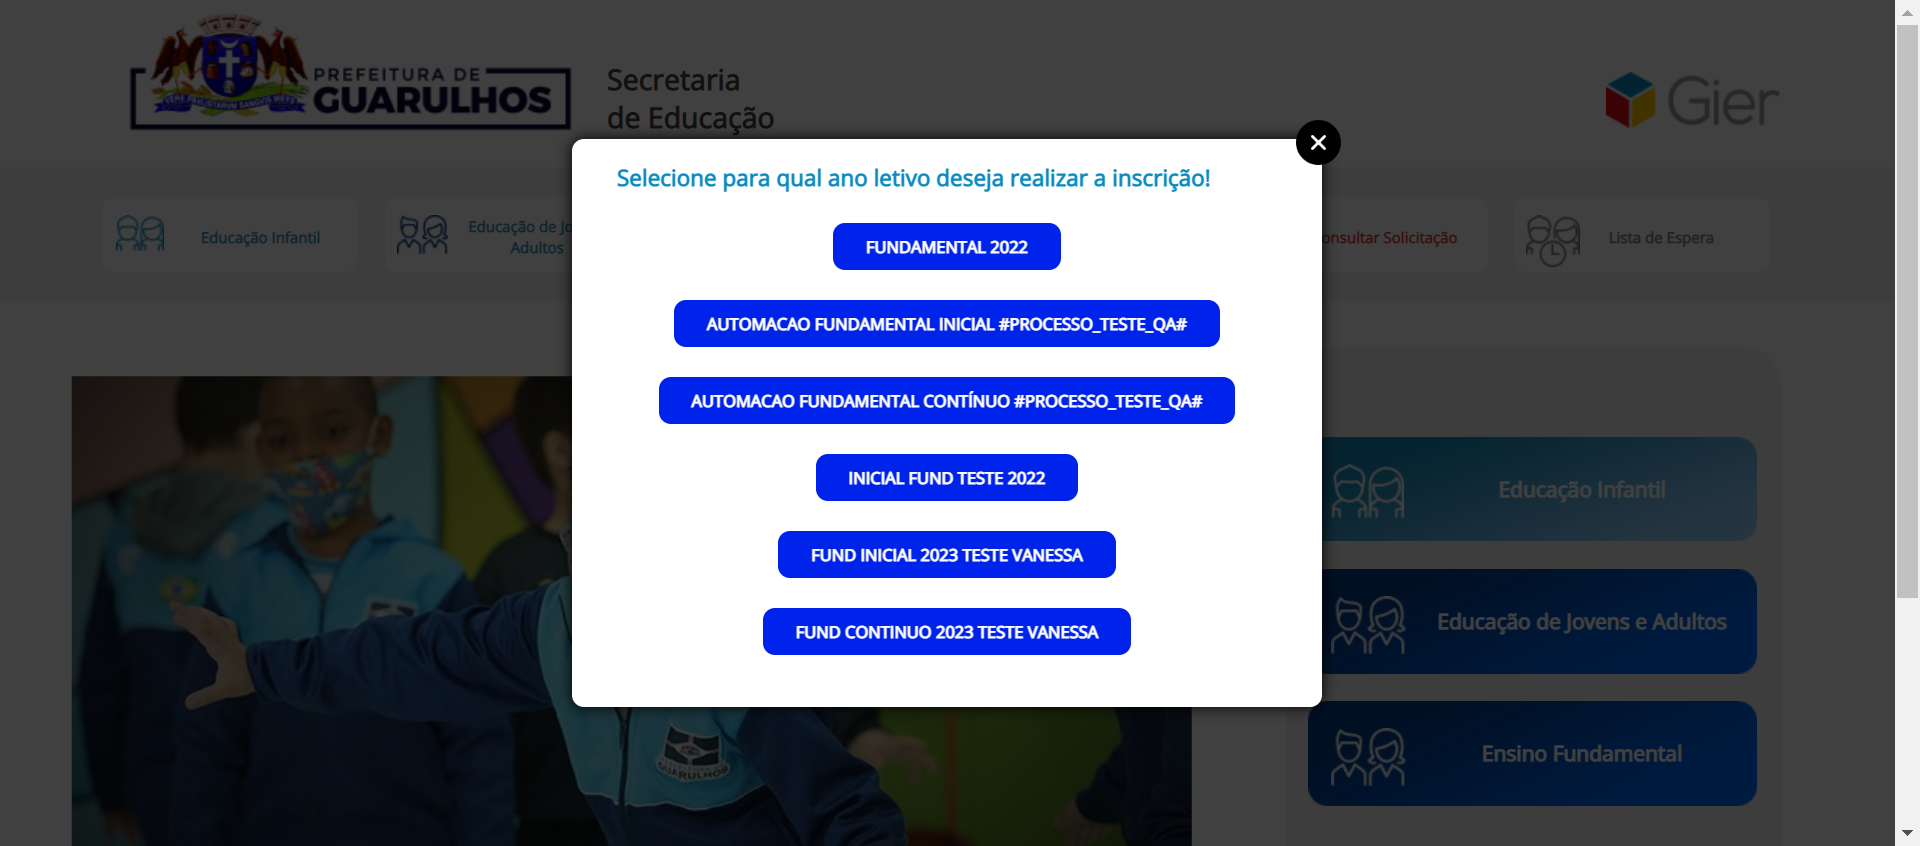 PREFEITURA DE
GUARULHOS
Secretaria
de Educação
Gier
Selecione para qual ano letivo deseja realizar a inscrição!
Educação Infantil
Educação de Jo
Adultos
onsultar Solicitação
Lista de Espera
FUNDAMENTAL 2022
AUTOMACAO FUNDAMENTAL INICIAL #PROCESSO_TESTE_QA#
AUTOMACAO FUNDAMENTAL CONTÍNUO #PROCESSO_TESTE_QA#
INICIAL FUND TESTE 2022
FUND INICIAL 2023 TESTE VANESSA
FUND CONTINUO 2023 TESTE VANESSA
Educação Infantil
Educação de Jovens e Adultos
Ensino Fundamental
GUARULHOS